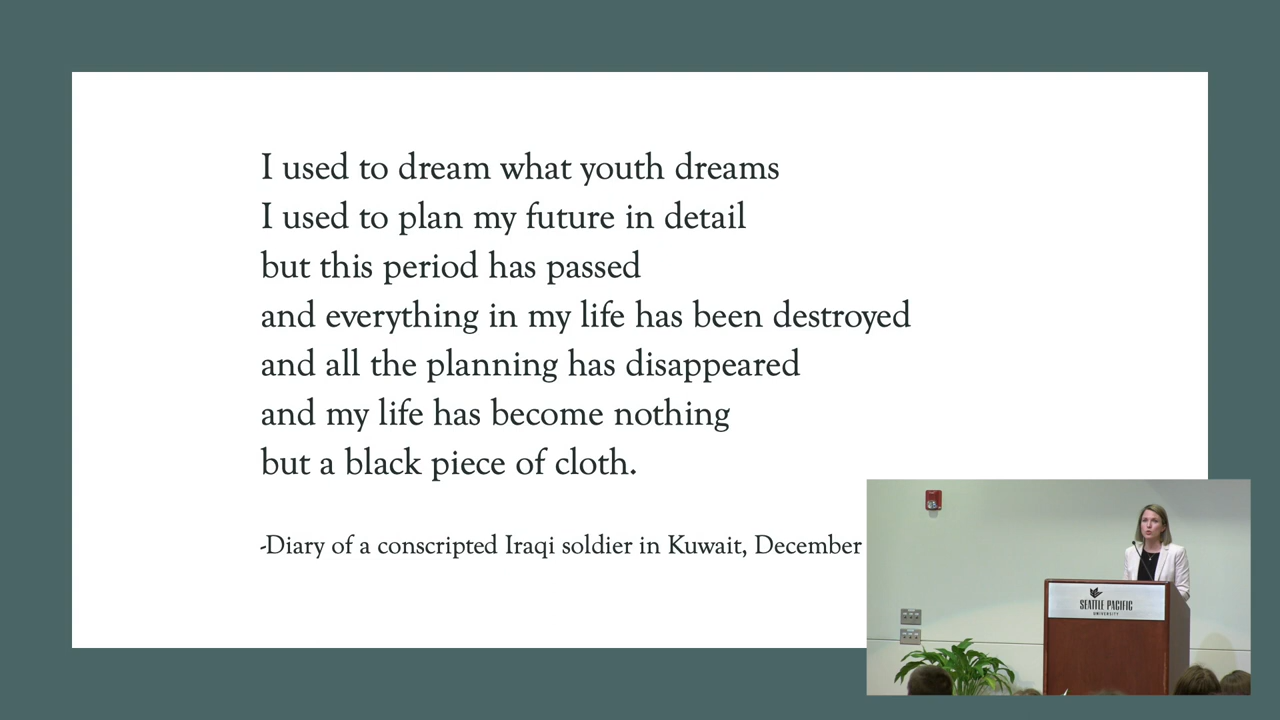 I used to dream what youth dreams
I used to plan my future in detail
but this period has passed
and everything in my life has been destroyed
and all the planning has disappeared
and my life has become nothing
but a black piece of cloth.
-Diary of a conscripted Iraqi soldier in Kuwait, December
SEATTLE PACIFIC
UNIVERSITY